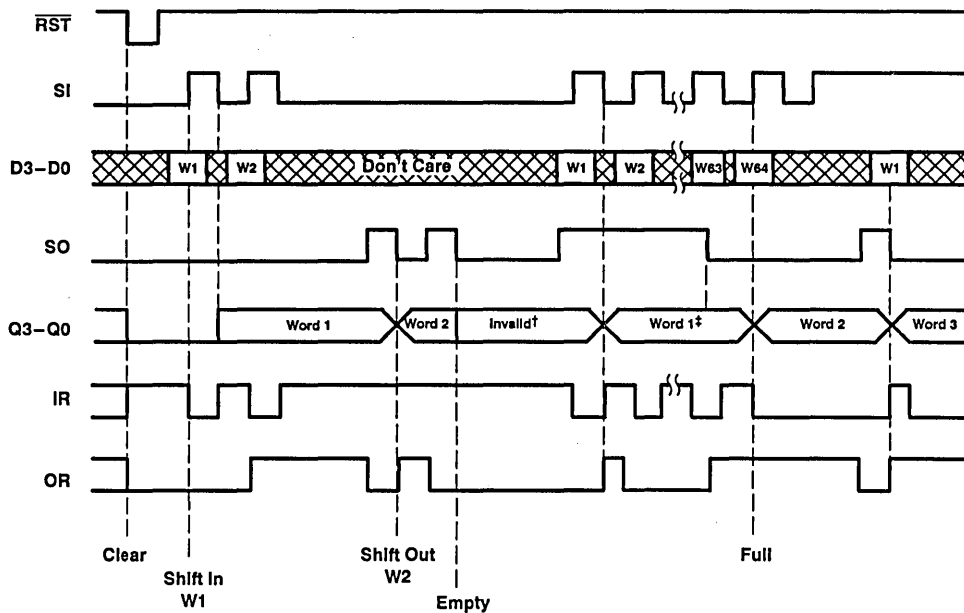 RST
SI
D3–D0 W1 W2 Don't Care W1 W2 W63 W64 W1
SO
Q3–Q0 Word 1 Word 2 Invalid† Word 1‡ Word 2 Word 3
IR
OR
Clear Shift Out Full
Shift In W2
W1 Empty